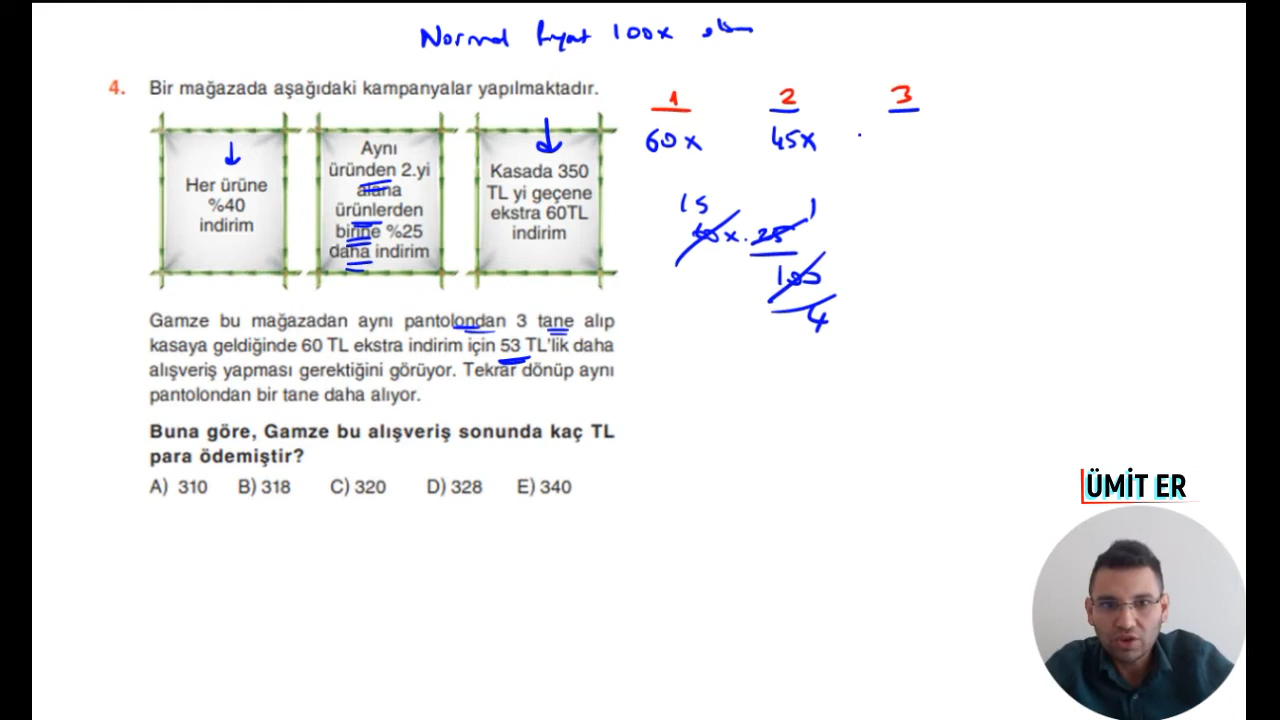 Normal fiyat 100x olsun
4. Bir mağazada aşağıdaki kampanyalar yapılmaktadır.
Her ürüne
%40
indirim
Aynı
üründen 2.yi
alana
ürünlerden
birine %25
daha indirim
Kasada 350
TL yi geçene
ekstra 60TL
indirim
Gamze bu mağazadan aynı pantolondan 3 tane alıp
kasaya geldiğinde 60 TL ekstra indirim için 53 TL'lik daha
alışveriş yapması gerektiğini görüyor. Tekrar dönüp aynı
pantolondan bir tane daha alıyor.
Buna göre, Gamze bu alışveriş sonunda kaç TL
para ödemiştir?
A) 310 B) 318 C) 320 D) 328 E) 340
1 2 3
60x 45x
15 1
60x . 25
100
4
ÜMİT ER